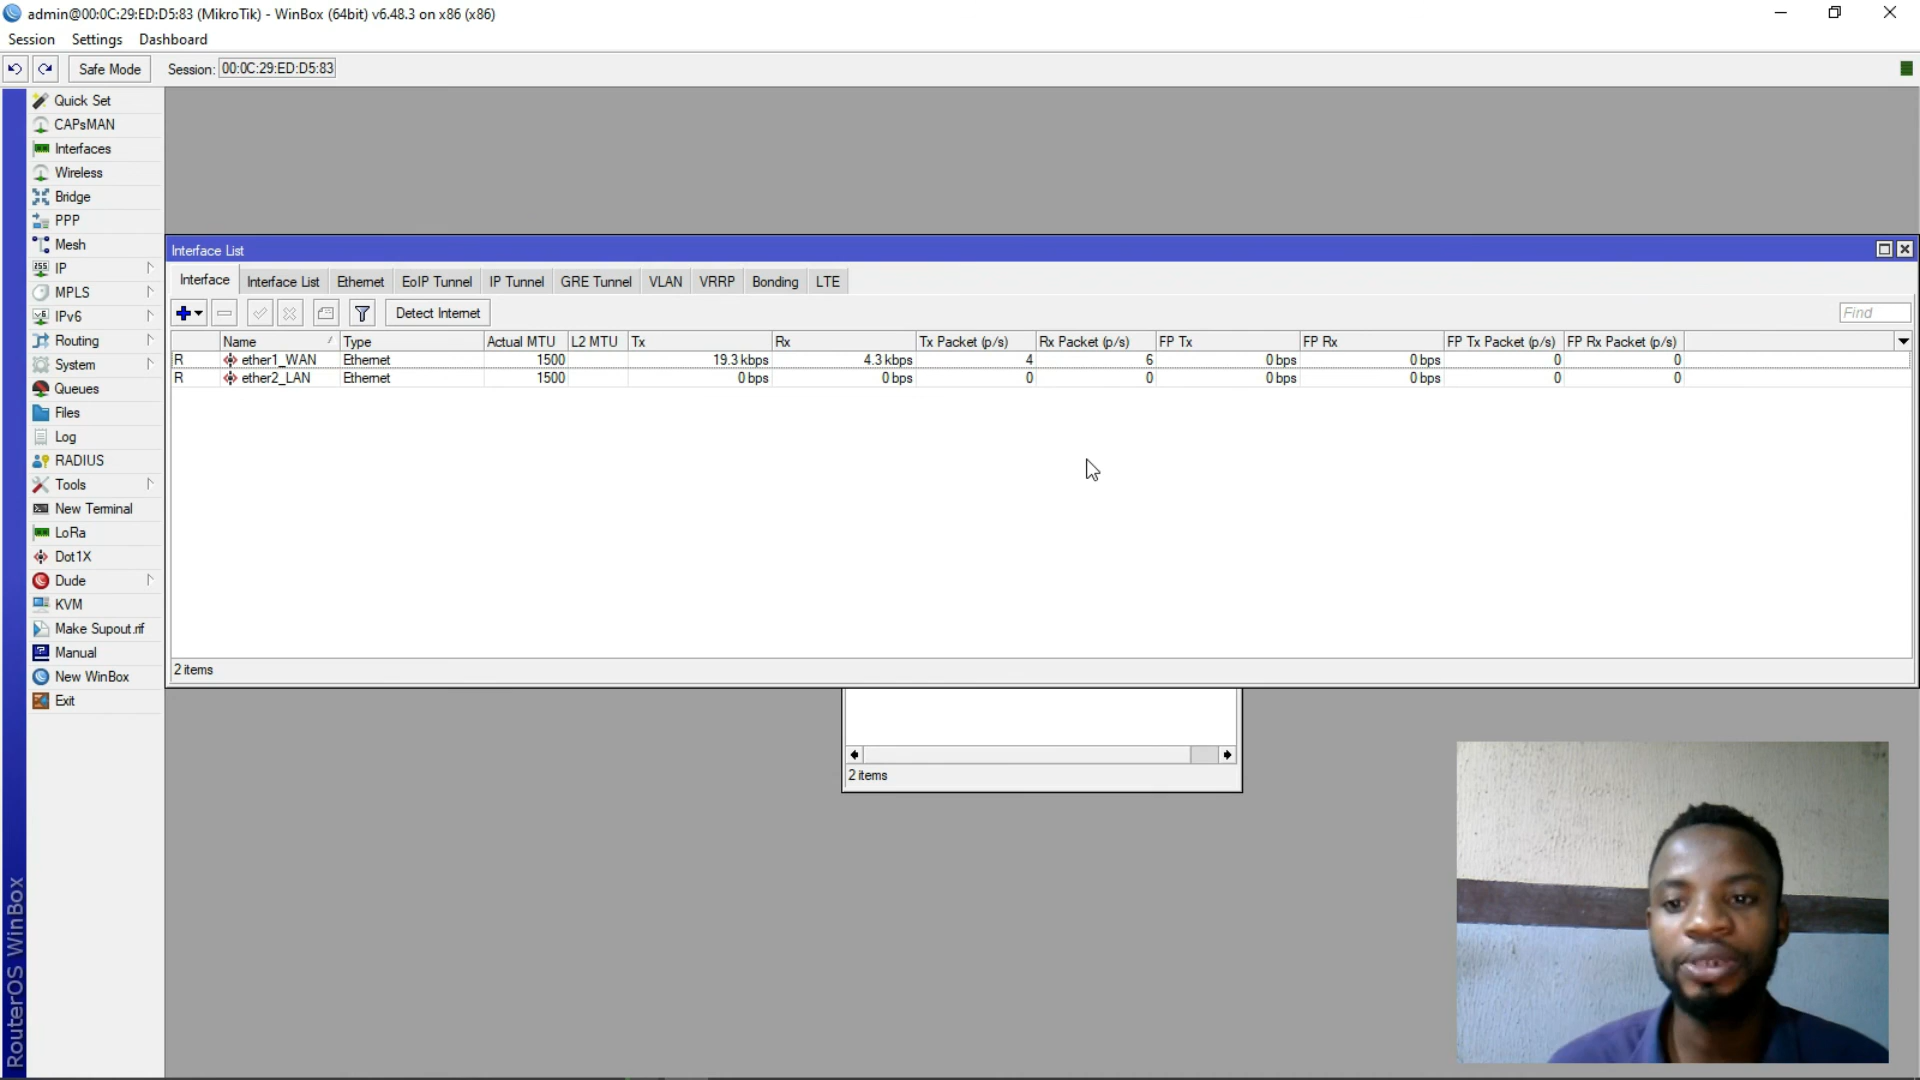 admin@00:0C:29:ED:D5:83 (MikroTik) - WinBox (64bit) v6.48.3 on x86 (x86)
Session Settings Dashboard
Safe Mode Session: 00:0C:29:ED:D5:83
Quick Set
CAPsMAN
Interfaces
Wireless
Bridge
PPP
Mesh
IP
MPLS
IPv6
Routing
System
Queues
Files
Log
RADIUS
Tools
New Terminal
LoRa
Dot1X
Dude
KVM
Make Supout.rif
Manual
New WinBox
Exit
RouterOS WinBox
Interface List
Interface Interface List Ethernet EoIP Tunnel IP Tunnel GRE Tunnel VLAN VRRP Bonding LTE
Detect Internet Find
Name Type Actual MTU L2 MTU Tx Rx Tx Packet (p/s) Rx Packet (p/s) FP Tx FP Rx FP Tx Packet (p/s) FP Rx Packet (p/s)
R ether1_WAN Ethernet 1500 19.3 kbps 4.3 kbps 4 6 0 bps 0 bps 0 0
R ether2_LAN Ethernet 1500 0 bps 0 bps 0 0 0 bps 0 bps 0 0
2 items
2 items